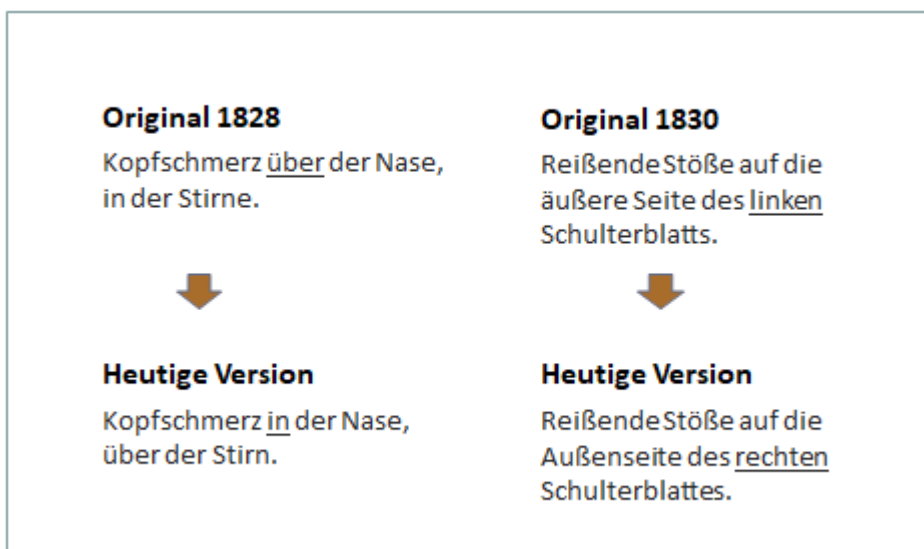 Original 1828
Kopfschmerz über der Nase,
in der Stirne.
Heutige Version
Kopfschmerz in der Nase,
über der Stirn.
Original 1830
Reißende Stöße auf die
äußere Seite des linken
Schulterblatts.
Heutige Version
Reißende Stöße auf die
Außenseite des rechten
Schulterblattes.